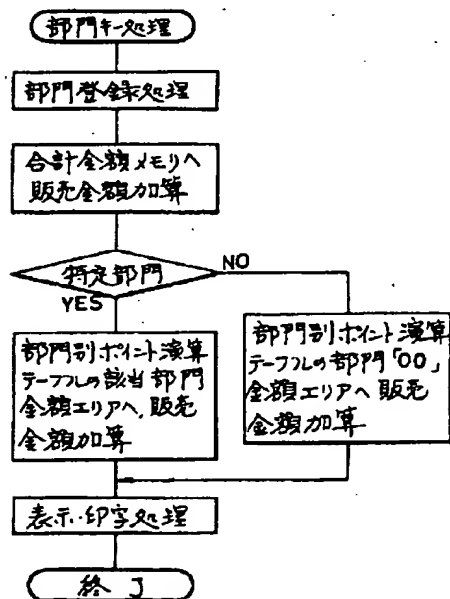 部門キー処理
部門登録処理
合計金額メモリへ
販売金額加算
特定部門
NO
YES
部門別ポイント演算
テーブルの該当部門
金額エリアへ、販売
金額加算
部門別ポイント演算
テーブルの部門「00」
金額エリアへ販売
金額加算
表示・印字処理
終了